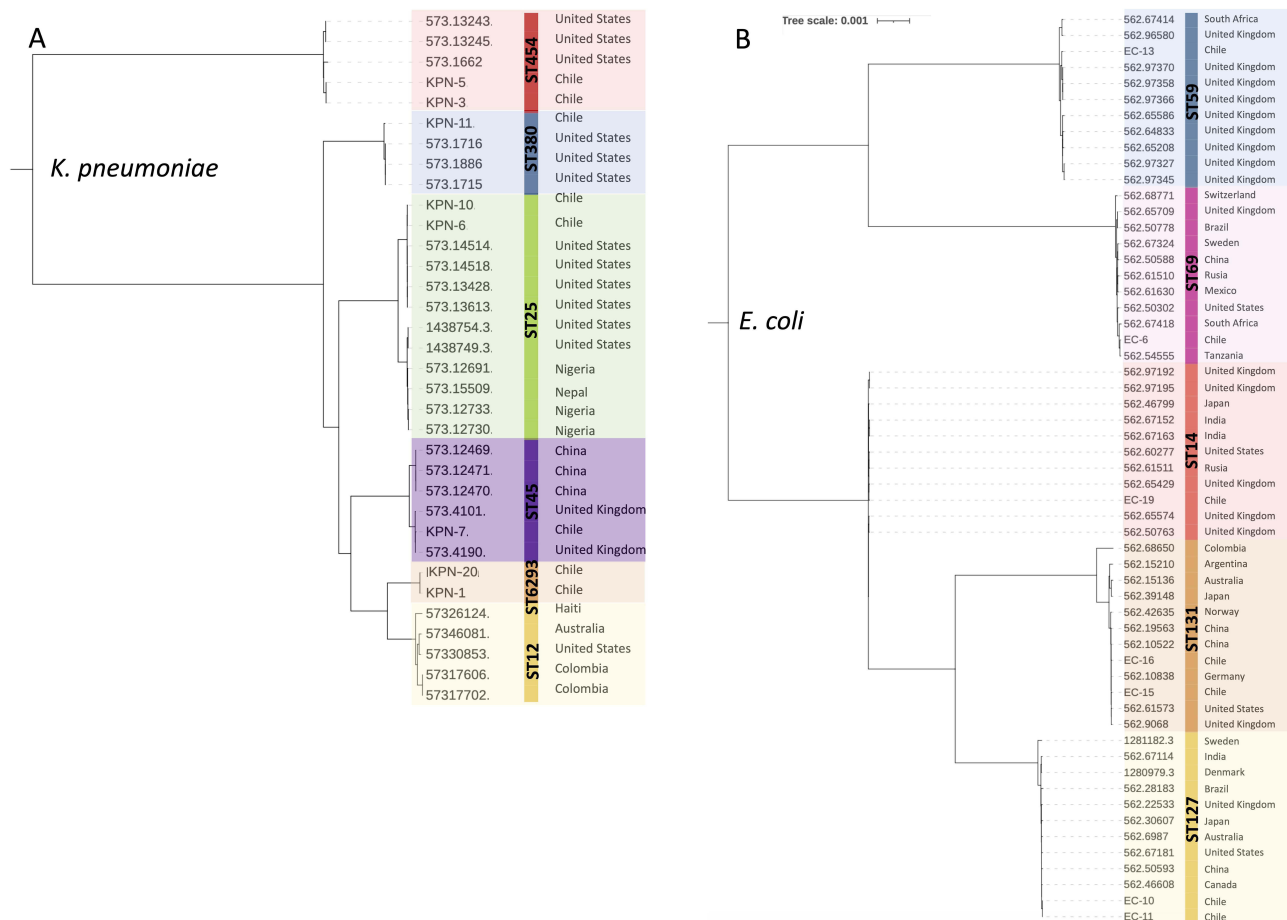 A
K. pneumoniae
573.13243. United States
573.13245. United States
573.1662 United States
KPN-5. Chile
KPN-3 Chile
ST454
KPN-11. Chile
573.1716 United States
573.1886 United States
573.1715 United States
ST380
KPN-10. Chile
KPN-6. Chile
573.14514. United States
573.14518. United States
573.13428. United States
573.13613. United States
1438754.3. United States
1438749.3. United States
573.12691. Nigeria
573.15509. Nepal
573.12733. Nigeria
573.12730. Nigeria
ST25
573.12469. China
573.12471. China
573.12470. China
573.4101. United Kingdom
KPN-7. Chile
573.4190. United Kingdom
ST45
KPN-20 Chile
KPN-1 Chile
ST6293
57326124. Haiti
57346081. Australia
57330853. United States
57317606. Colombia
57317702. Colombia
ST12
B
Tree scale: 0.001
E. coli
562.67414 South Africa
562.96580 United Kingdom
EC-13 Chile
562.97370 United Kingdom
562.97358 United Kingdom
562.97366 United Kingdom
562.65586 United Kingdom
562.64833 United Kingdom
562.65208 United Kingdom
562.97327 United Kingdom
562.97345 United Kingdom
ST59
562.68771 Switzerland
562.65709 United Kingdom
562.50778 Brazil
562.67324 Sweden
562.50588 China
562.61510 Rusia
562.61630 Mexico
562.50302 United States
562.67418 South Africa
EC-6 Chile
562.54555 Tanzania
ST69
562.97192 United Kingdom
562.97195 United Kingdom
562.46799 Japan
562.67152 India
562.67163 India
562.60277 United States
562.61511 Rusia
562.65429 United Kingdom
EC-19 Chile
562.65574 United Kingdom
562.50763 United Kingdom
ST14
562.68650 Colombia
562.15210 Argentina
562.15136 Australia
562.39148 Japan
562.42635 Norway
562.19563 China
562.10522 China
EC-16 Chile
562.10838 Germany
EC-15 Chile
562.61573 United States
562.9068 United Kingdom
ST131
1281182.3 Sweden
562.67114 India
1280979.3 Denmark
562.28183 Brazil
562.22533 United Kingdom
562.30607 Japan
562.6987 Australia
562.67181 United States
562.50593 China
562.46608 Canada
EC-10 Chile
EC-11 Chile
ST127